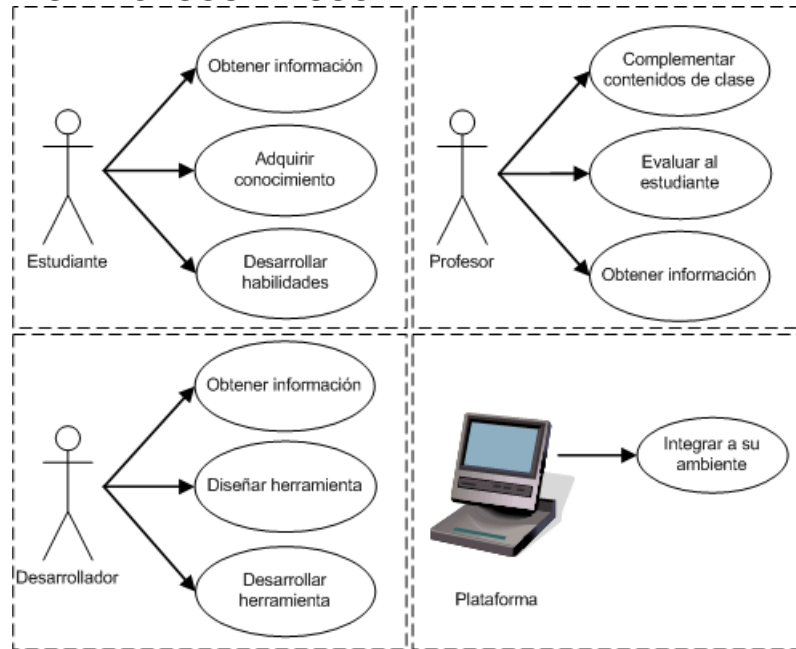 Obtener información
Adquirir
conocimiento
Desarrollar
habilidades
Estudiante
Complementar
contenidos de clase
Evaluar al
estudiante
Obtener información
Profesor
Obtener información
Diseñar herramienta
Desarrollar
herramienta
Desarrollador
Integrar a su
ambiente
Plataforma